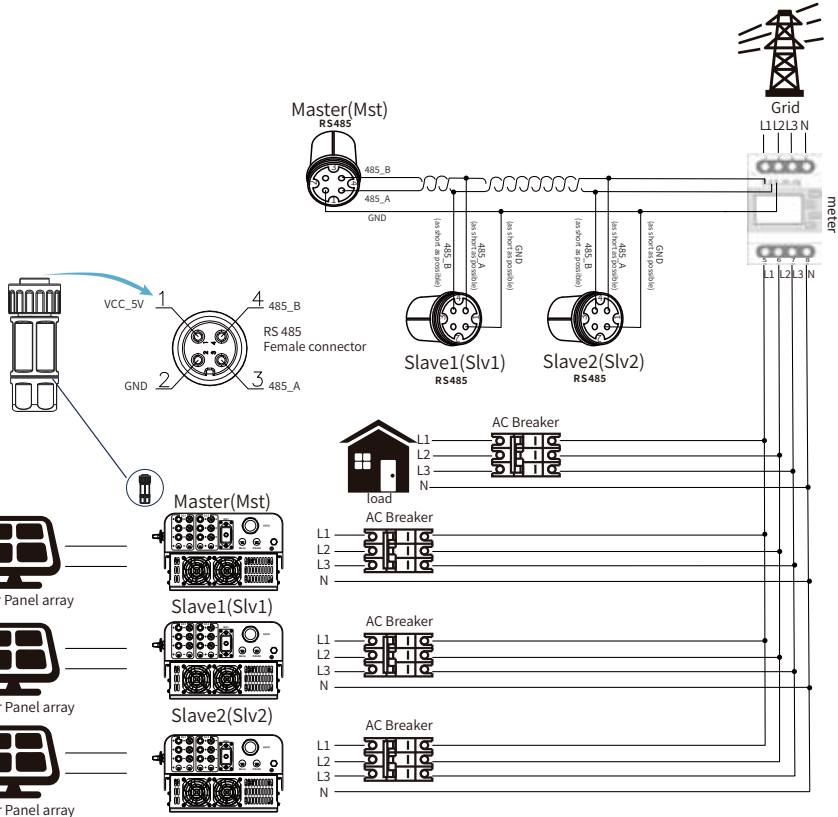 Grid
L1L2L3 N
meter
5 6 7 8
L1 L2L3 N
Master(Mst)
RS485
485_B
485_A
GND
485_B
(as short as possible)
485_A
(as short as possible)
GND
(as short as possible)
485_B
(as short as possible)
485_A
(as short as possible)
GND
(as short as possible)
Slave1(Slv1)
RS485
Slave2(Slv2)
RS485
VCC_5V 1
4 485_B
RS 485
Female connector
GND 2
3 485_A
AC Breaker
L1
L2
L3
N
load
Master(Mst)
AC Breaker
L1
L2
L3
N
Panel array
Slave1(Slv1)
AC Breaker
L1
L2
L3
N
Panel array
Slave2(Slv2)
AC Breaker
L1
L2
L3
N
Panel array